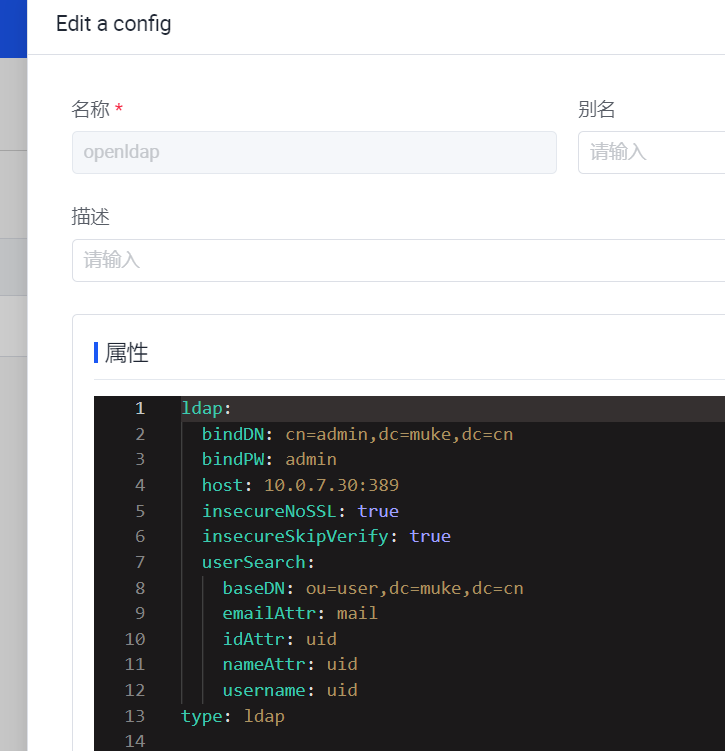 Edit a config
名称 * 别名
openldap 请输入
描述
请输入
属性
1 ldap:
2 bindDN: cn=admin,dc=muke,dc=cn
3 bindPW: admin
4 host: 10.0.7.30:389
5 insecureNoSSL: true
6 insecureSkipVerify: true
7 userSearch:
8 baseDN: ou=user,dc=muke,dc=cn
9 emailAttr: mail
10 idAttr: uid
11 nameAttr: uid
12 username: uid
13 type: ldap
14